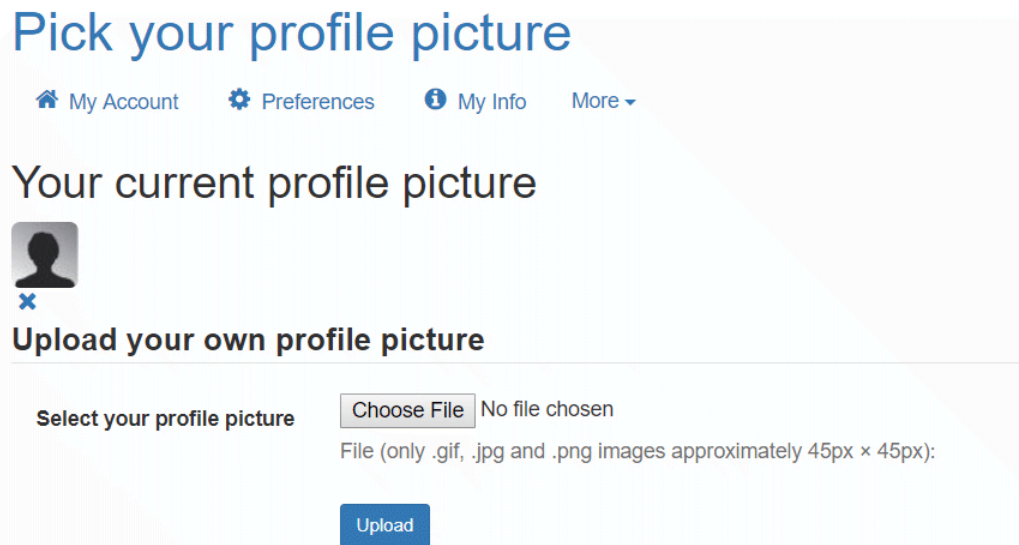 Pick your profile picture
My Account Preferences My Info More
Your current profile picture
Upload your own profile picture
Select your profile picture Choose File No file chosen
File (only .gif, .jpg and .png images approximately 45px × 45px):
Upload